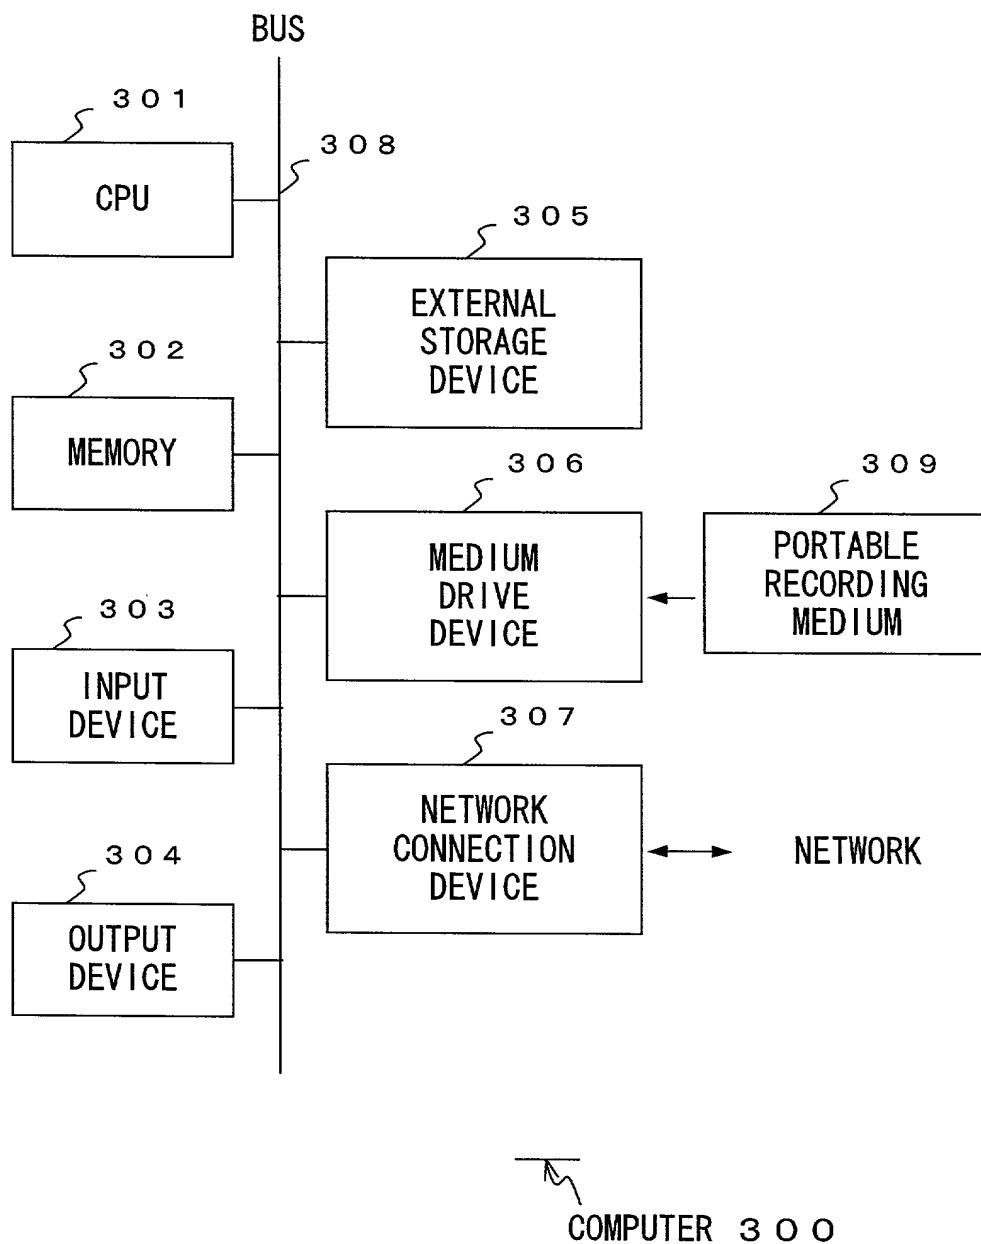 BUS
301
CPU
308
305
EXTERNAL
STORAGE
DEVICE
302
MEMORY
306
MEDIUM
DRIVE
DEVICE
309
PORTABLE
RECORDING
MEDIUM
303
INPUT
DEVICE
307
NETWORK
CONNECTION
DEVICE
NETWORK
304
OUTPUT
DEVICE
COMPUTER 300